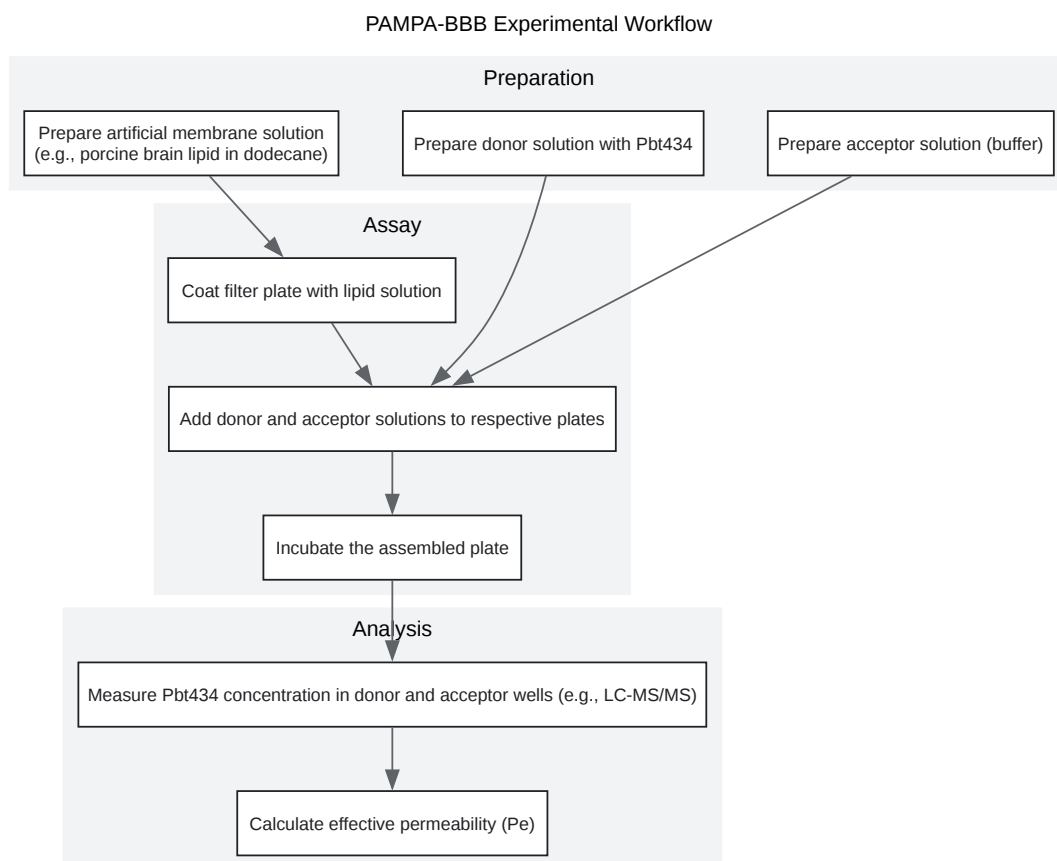 PAMPA-BBB Experimental Workflow
Preparation
Prepare artificial membrane solution
(e.g., porcine brain lipid in dodecane)
Prepare donor solution with Pbt434
Prepare acceptor solution (buffer)
Assay
Coat filter plate with lipid solution
Add donor and acceptor solutions to respective plates
Incubate the assembled plate
Analysis
Measure Pbt434 concentration in donor and acceptor wells (e.g., LC-MS/MS)
Calculate effective permeability (Pe)